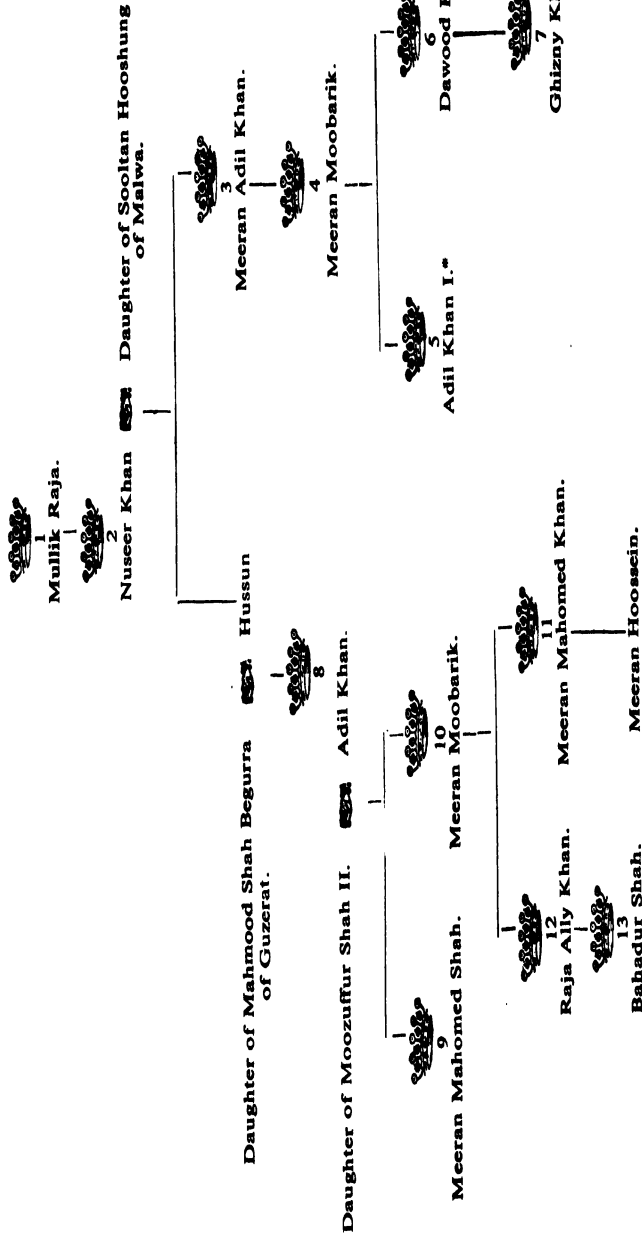 1
Mullik Raja.
2
Nuseer Khan
Daughter of Sooltan Hooshung
of Malwa.
Daughter of Mahmood Shah Begurra
of Guzerat.
Hussun
3
Meeran Adil Khan.
8
4
Daughter of Moozuffur Shah II.
Adil Khan.
Meeran Moobarik.
9
Meeran Mahomed Shah.
10
Meeran Moobarik.
5
Adil Khan I.*
6
Dawood
12
Raja Ally Khan.
11
Meeran Mahomed Khan.
7
Ghizny
13
Bahadur Shah.
Meeran Hoossein.